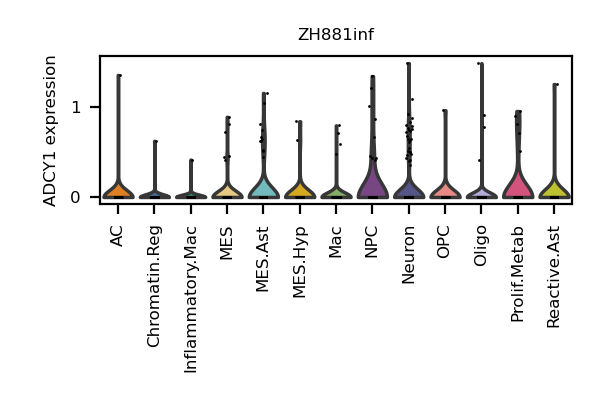 ZH881inf
ADCY1 expression
1
0
AC
Chromatin.Reg
Inflammatory.Mac
MES
MES.Ast
MES.Hyp
Mac
NPC
Neuron
OPC
Oligo
Prolif.Metab
Reactive.Ast